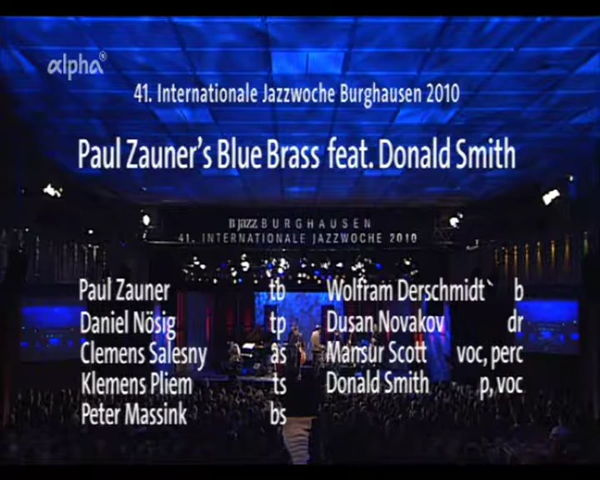 alpha
41. Internationale Jazzwoche Burghausen 2010
Paul Zauner's Blue Brass feat. Donald Smith
B'JAZZ BURGHAUSEN
41. INTERNATIONALE JAZZWOCHE 2010
Paul Zauner tb
Daniel Nösig tp
Clemens Salesny as
Klemens Pliem ts
Peter Massink bs
Wolfram Derschmidt` b
Dusan Novakov dr
Mansur Scott voc, perc
Donald Smith p, voc